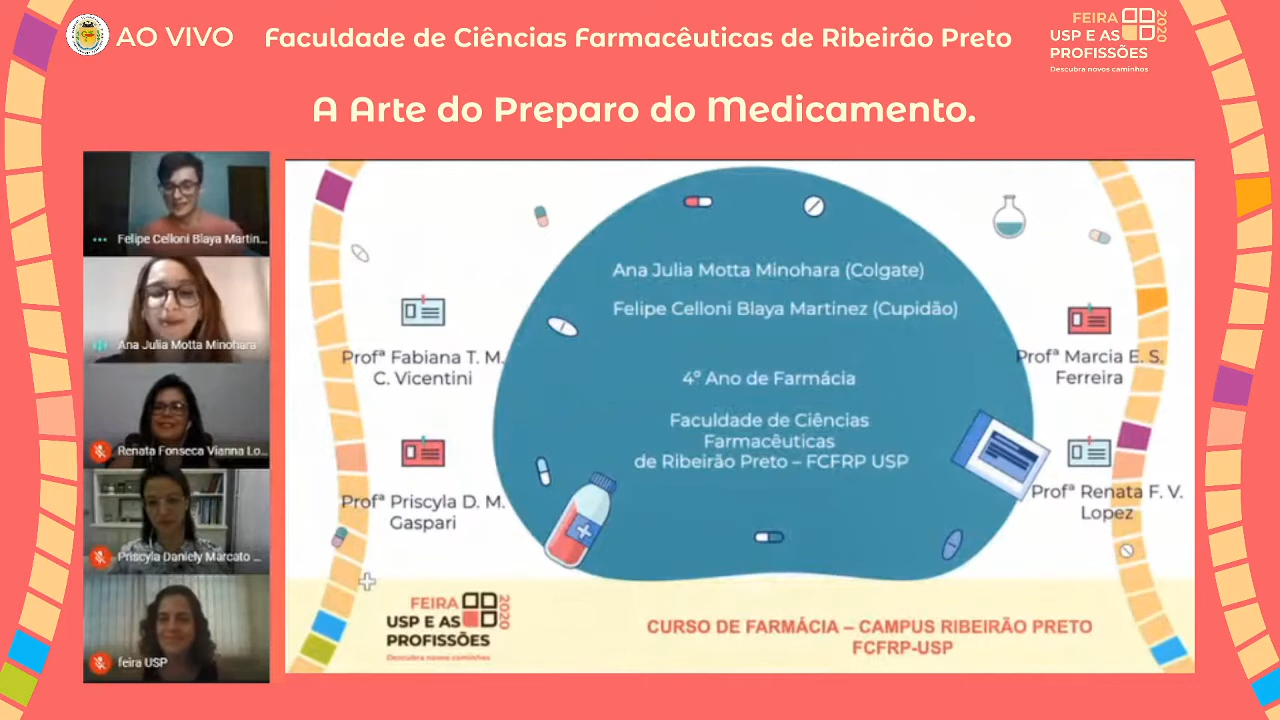 AO VIVO
Faculdade de Ciências Farmacêuticas de Ribeirão Preto
FEIRA
USP E AS
PROFISSÕES
2020
Descubra novos caminhos
A Arte do Preparo do Medicamento.
Felipe Celloni Blaya Martin...
Ana Julia Motta Minohara
Renata Fonseca Vianna Lo...
Priscyla Daniely Marcato ...
feira USP
Ana Julia Motta Minohara (Colgate)
Felipe Celloni Blaya Martinez (Cupidão)
4º Ano de Farmácia
Faculdade de Ciências
Farmacêuticas
de Ribeirão Preto – FCFRP USP
Profª Fabiana T. M.
C. Vicentini
Profª Priscyla D. M.
Gaspari
Profª Marcia E. S.
Ferreira
Profª Renata F. V.
Lopez
FEIRA
USP E AS
PROFISSÕES
2020
Descubra novos caminhos
CURSO DE FARMÁCIA – CAMPUS RIBEIRÃO PRETO
FCFRP-USP